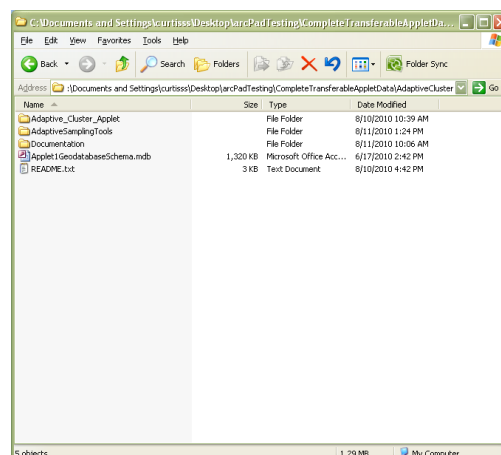 C:\Documents and Settings\curtisss\Desktop\arcPadTesting\CompleteTransferableAppletDa...
File Edit View Favorites Tools Help
Back Search Folders Folder Sync
Address :\Documents and Settings\curtisss\Desktop\arcPadTesting\CompleteTransferableAppletData\AdaptiveCluster Go
Name Size Type Date Modified
Adaptive_Cluster_Applet File Folder 8/10/2010 10:39 AM
AdaptiveSamplingTools File Folder 8/11/2010 1:24 PM
Documentation File Folder 8/11/2010 10:06 AM
Applet1GeodatabaseSchema.mdb 1,320 KB Microsoft Office Acc... 6/17/2010 2:42 PM
README.txt 3 KB Text Document 8/10/2010 4:42 PM
5 objects 1.29 MB My Computer